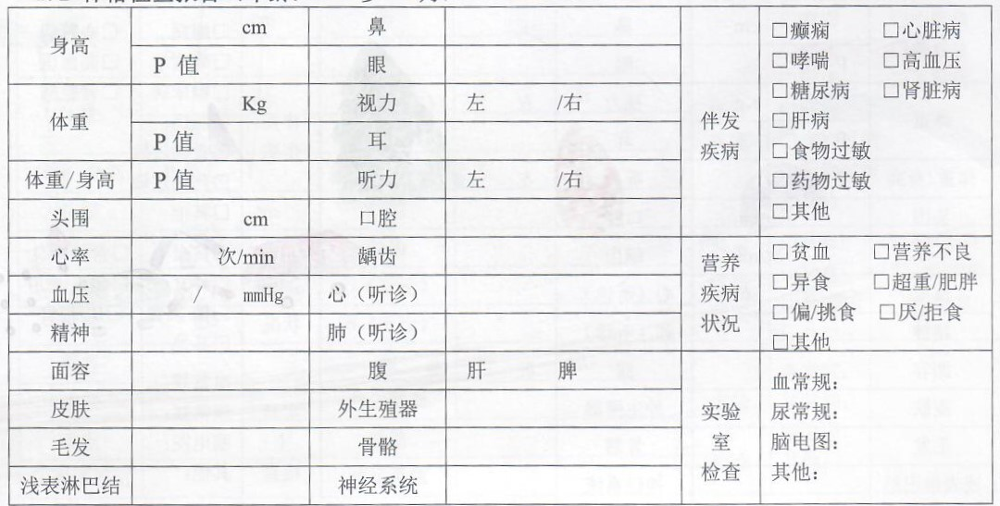 身高 cm 鼻
P 值 眼
体重 Kg 视力 左 /右
P 值 耳
体重/身高 P 值 听力 左 /右
头围 cm 口腔
心率 次/min 龋齿
血压 / mmHg 心（听诊）
精神 肺（听诊）
面容 腹 肝 脾
皮肤 外生殖器
毛发 骨骼
浅表淋巴结 神经系统
伴发
疾病
□癫痫 □心脏病
□哮喘 □高血压
□糖尿病 □肾脏病
□肝病
□食物过敏
□药物过敏
□其他
营养
疾病
状况
□贫血 □营养不良
□异食 □超重/肥胖
□偏/挑食 □厌/拒食
□其他
实验
室
检查
血常规：
尿常规：
脑电图：
其他：